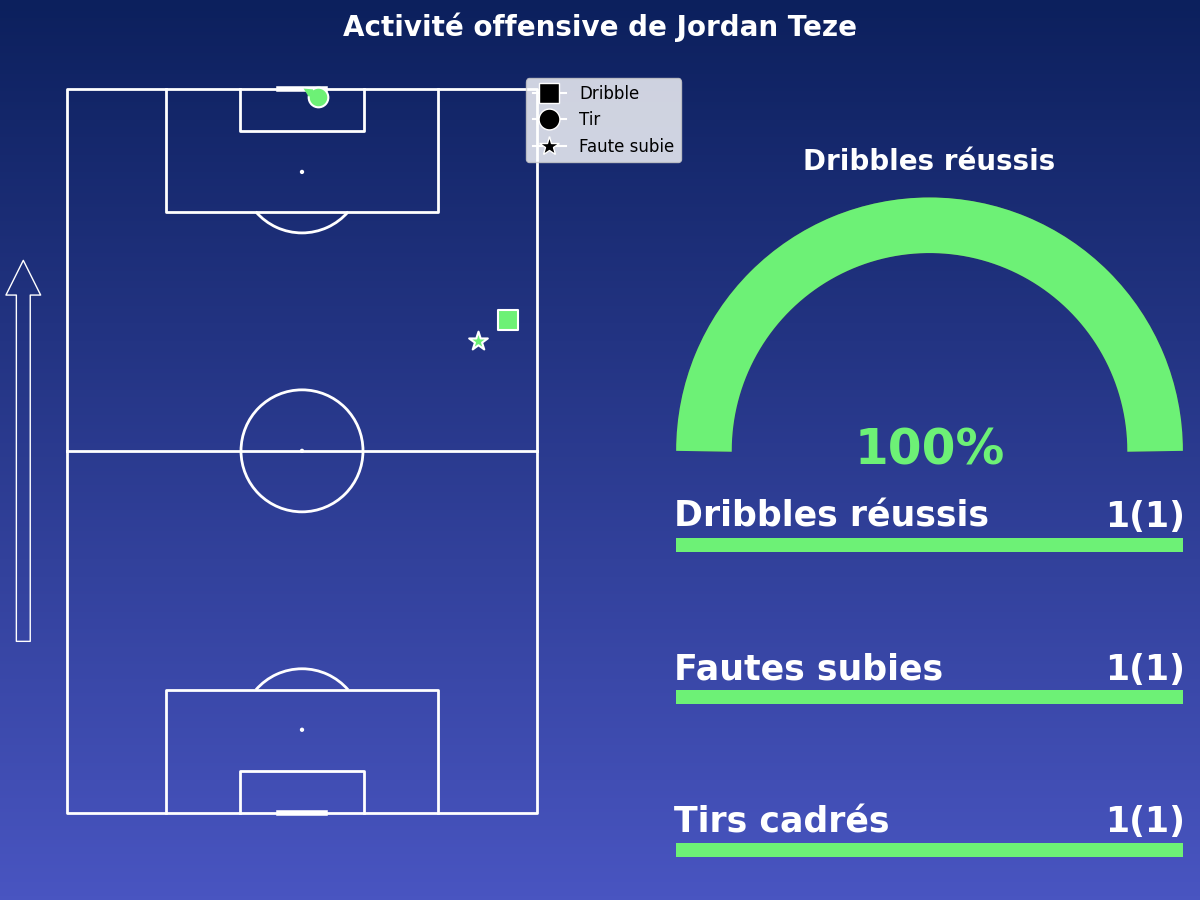 Activité offensive de Jordan Teze
Dribble
Tir
Faute subie
Dribbles réussis
100%
Dribbles réussis 1(1)
Fautes subies 1(1)
Tirs cadrés 1(1)